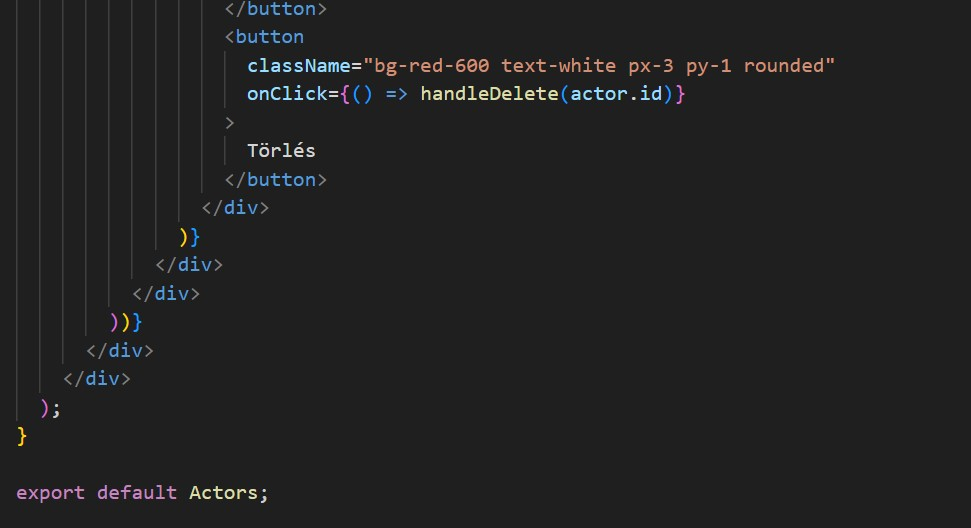 </button>
<button
className="bg-red-600 text-white px-3 py-1 rounded"
onClick={() => handleDelete(actor.id)}
>
Törlés
</button>
</div>
)}
</div>
</div>
))}
</div>
</div>
);
}
export default Actors;